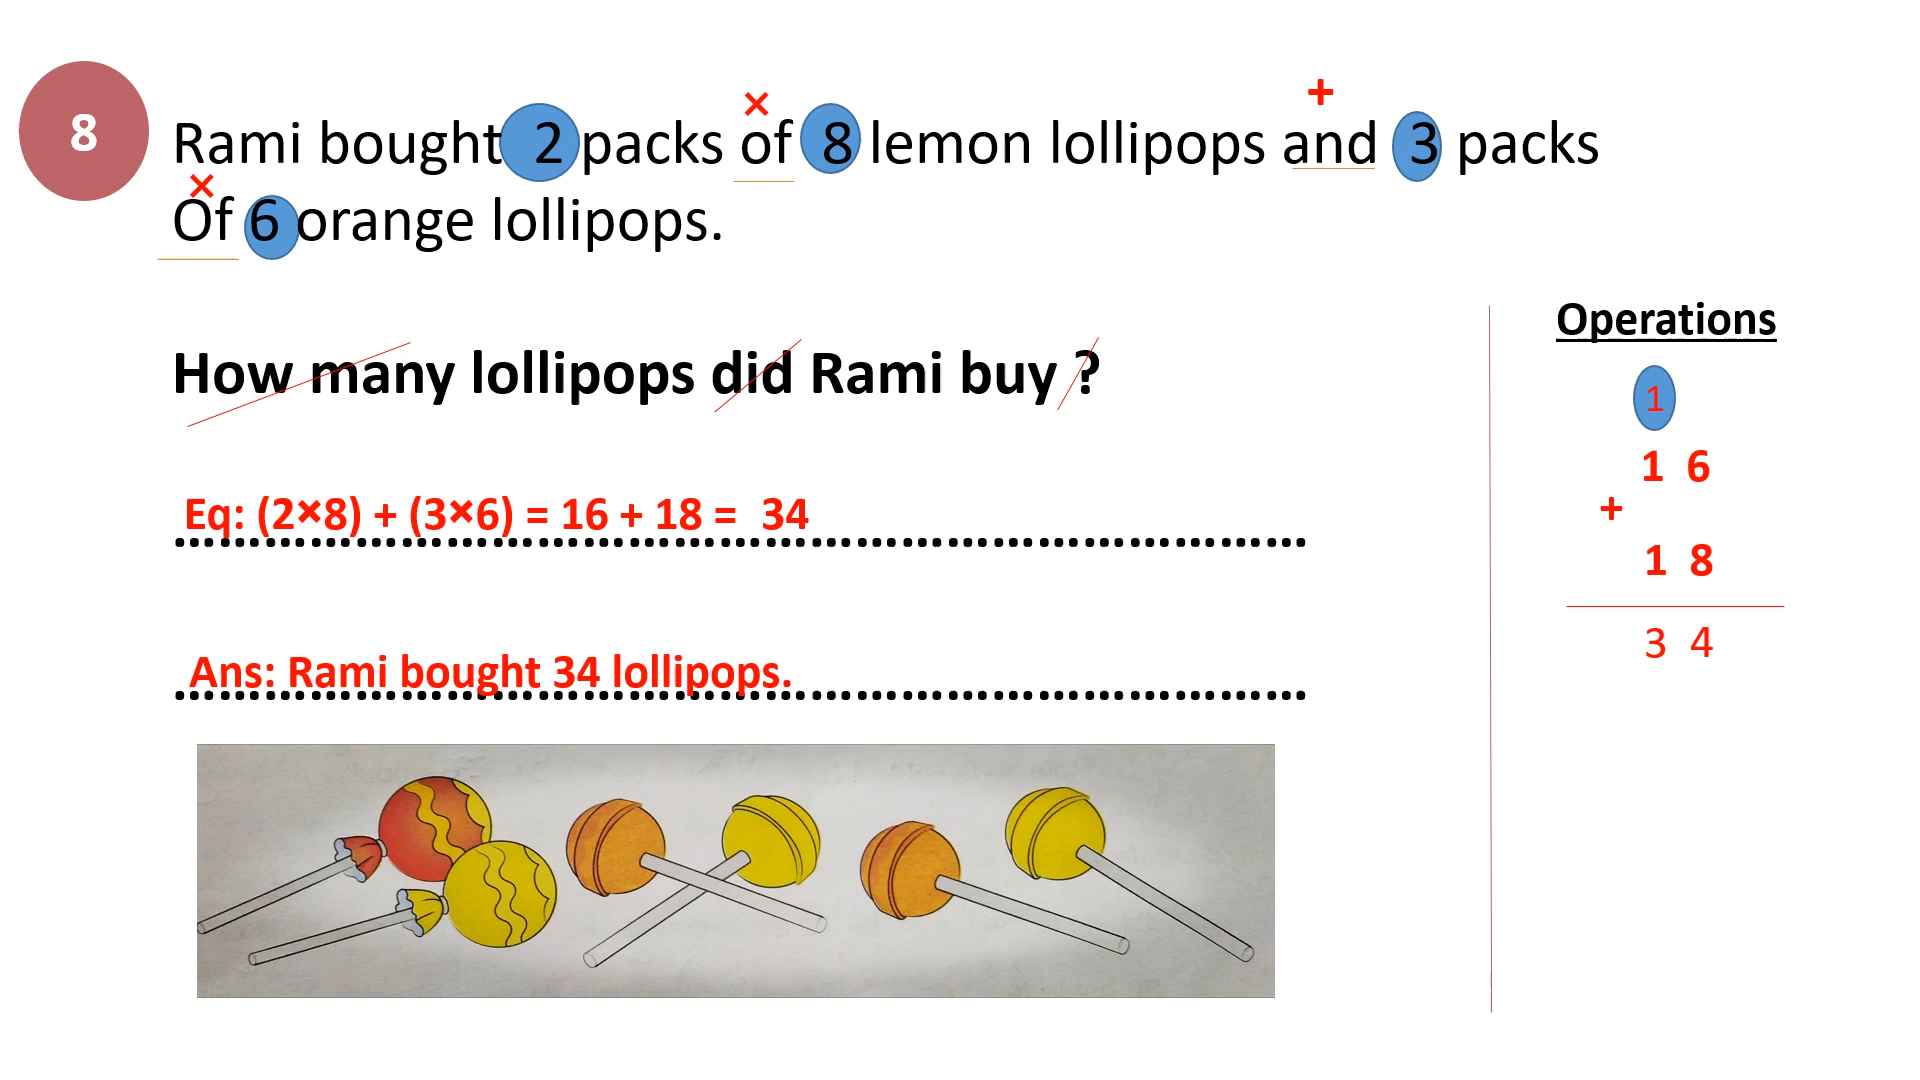 8
×
+
Rami bought 2 packs of 8 lemon lollipops and 3 packs
×
Of 6 orange lollipops.
How many lollipops did Rami buy ?
Eq: (2×8) + (3×6) = 16 + 18 = 34
Ans: Rami bought 34 lollipops.
Operations
1
1 6
+
1 8
3 4